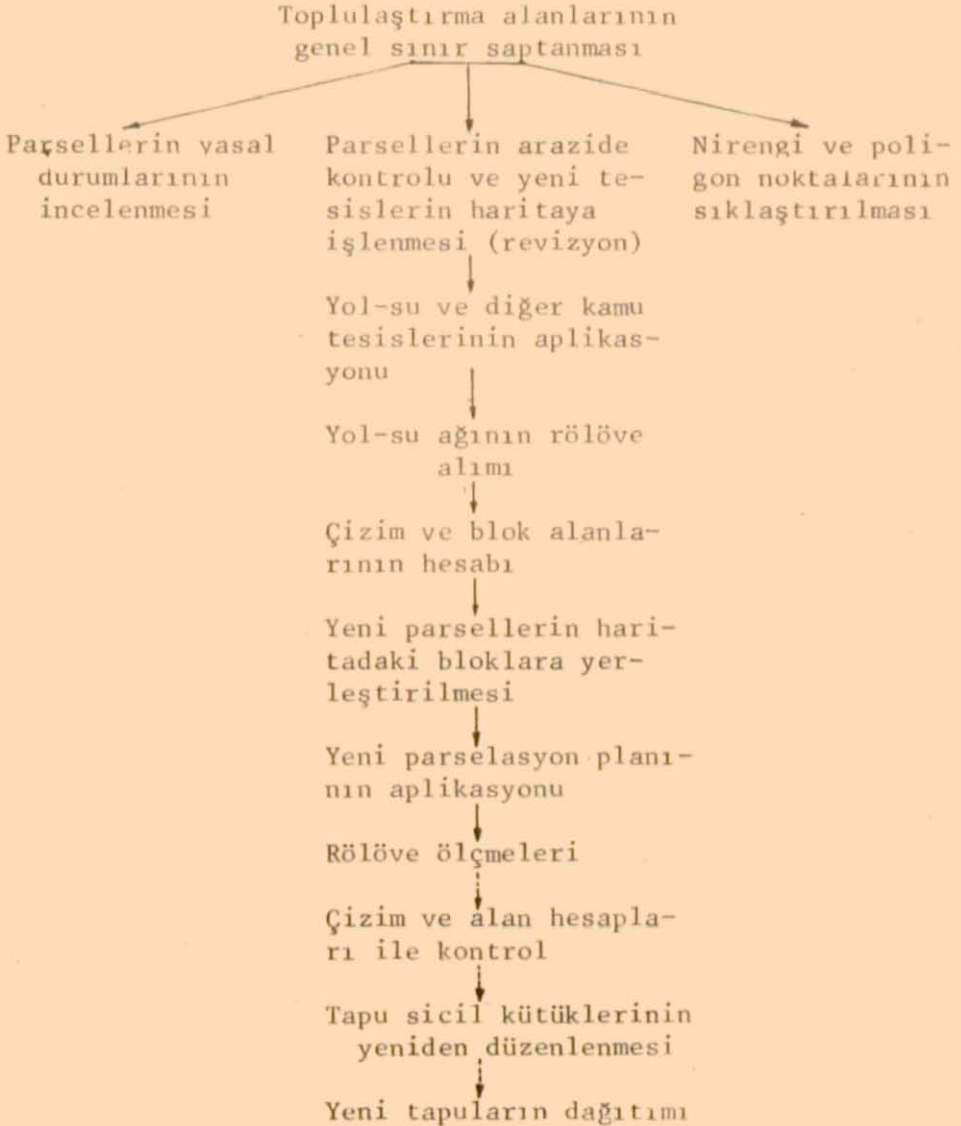 Toplulaştırma alanlarının
genel sınır saptanması
Parsellerin yasal
durumlarının
incelenmesi
Parsellerin arazide
kontrolu ve yeni te-
sislerin haritaya
işlenmesi (revizyon)
Nirengi ve poli-
gon noktalarının
sıklaştırılması
Yol-su ve diğer kamu
tesislerinin aplikas-
yonu
Yol-su ağının rölöve
alımı
Çizim ve blok alanla-
rının hesabı
Yeni parsellerin hari-
tadaki bloklara yer-
leştirilmesi
Yeni parselasyon planı-
nın aplikasyonu
Rölöve ölçmeleri
Çizim ve alan hesapla-
rı ile kontrol
Tapu sicil kütüklerinin
yeniden düzenlenmesi
Yeni tapuların dağıtımı